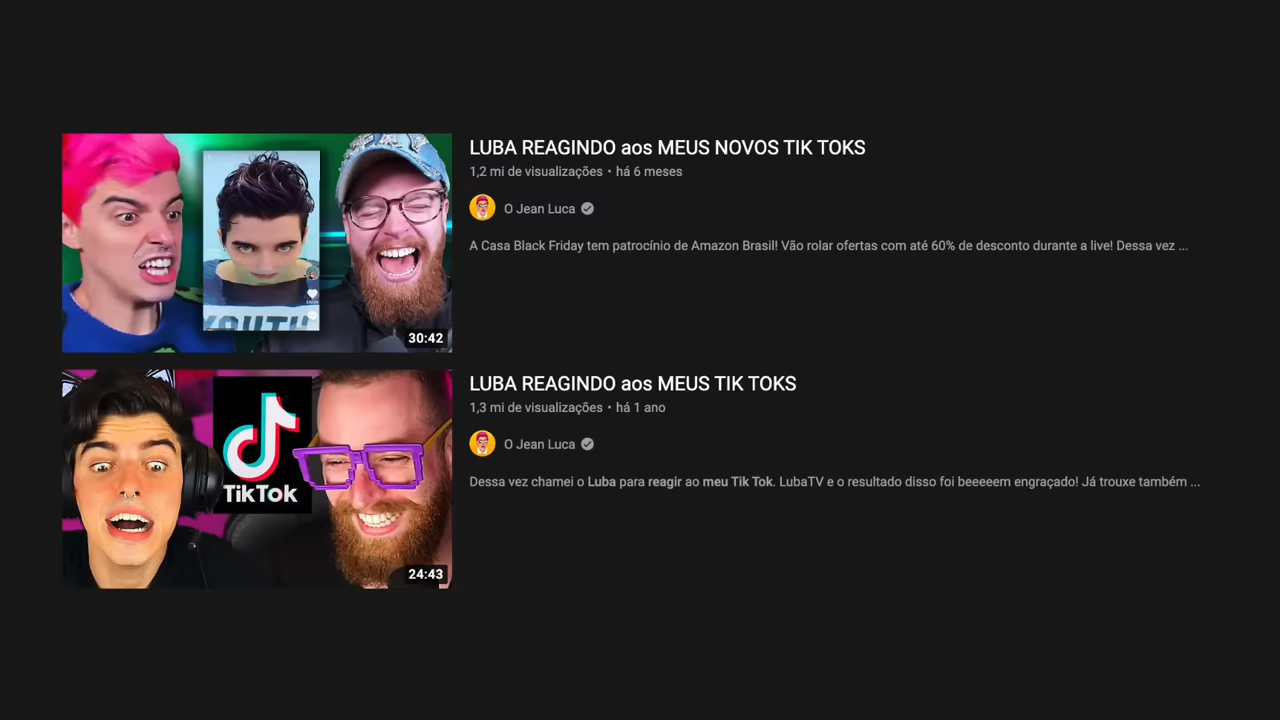 LUBA REAGINDO aos MEUS NOVOS TIK TOKS
1,2 mi de visualizações • há 6 meses
O Jean Luca
A Casa Black Friday tem patrocínio de Amazon Brasil! Vão rolar ofertas com até 60% de desconto durante a live! Dessa vez ...
YOUTH
30:42
LUBA REAGINDO aos MEUS TIK TOKS
1,3 mi de visualizações • há 1 ano
O Jean Luca
Dessa vez chamei o Luba para reagir ao meu Tik Tok. LubaTV e o resultado disso foi beeeeem engraçado! Já trouxe também ...
TikTok
24:43